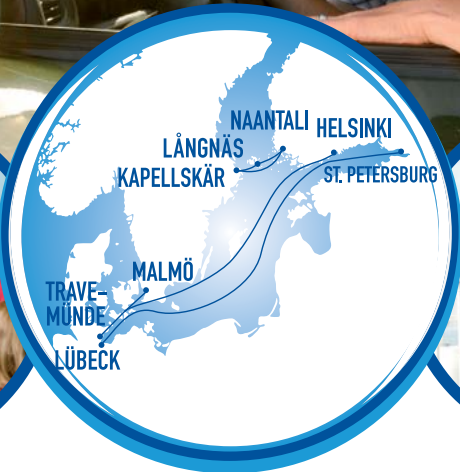 NAANTALI
HELSINKI
LÅNGNÄS
KAPELLSKÄR
ST. PETERSBURG
MALMÖ
TRAVE-
MÜNDE
LÜBECK